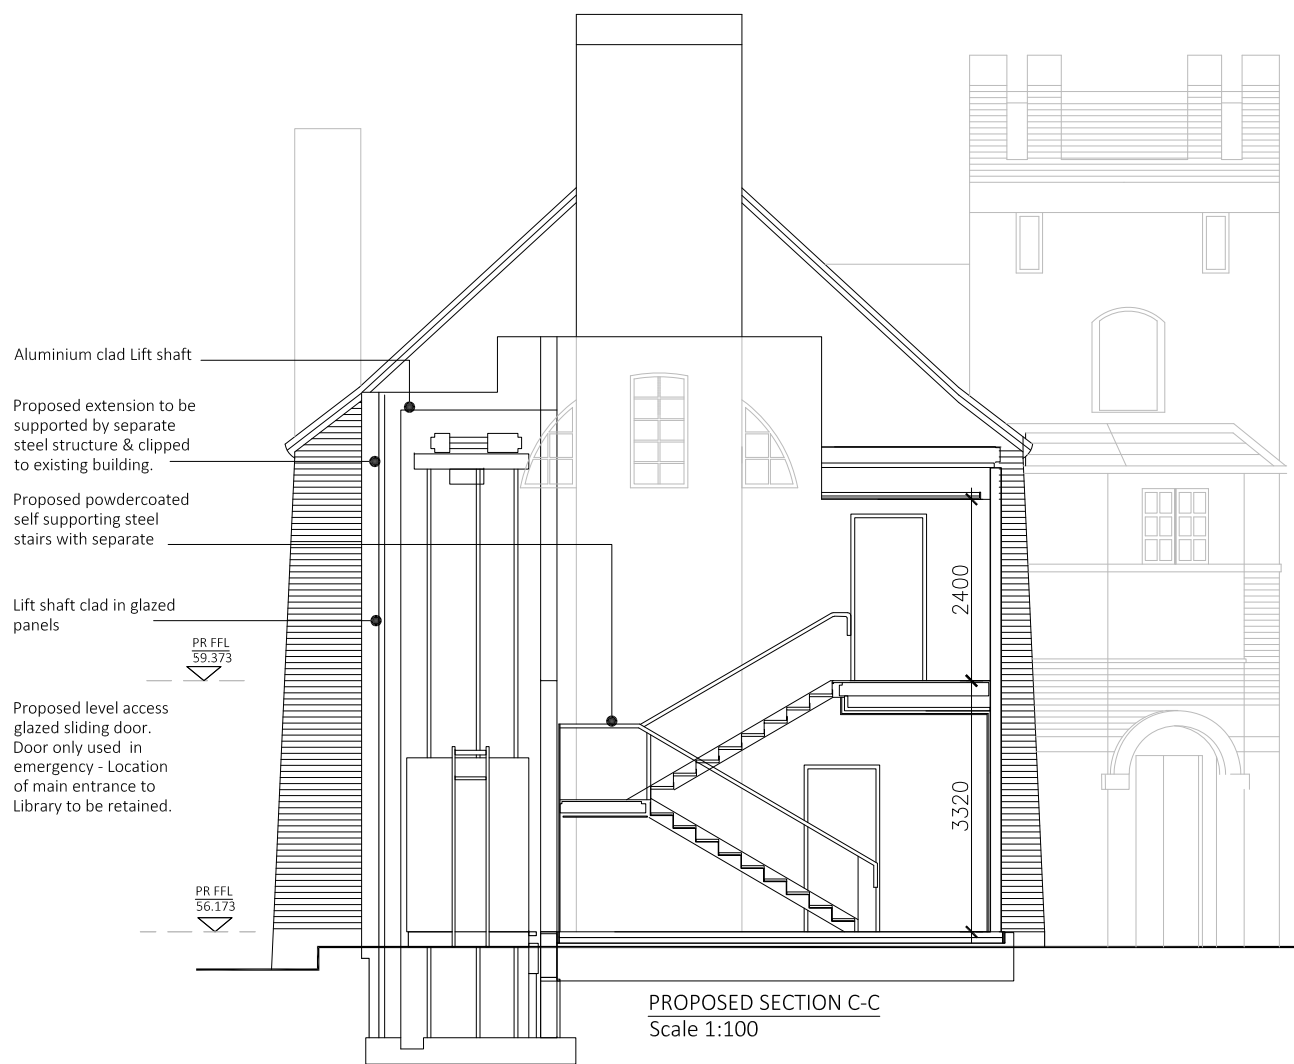 Aluminium clad Lift shaft
Proposed extension to be
supported by separate
steel structure & clipped
to existing building.
Proposed powdercoated
self supporting steel
stairs with separate
Lift shaft clad in glazed
panels
PR FFL
59.373
Proposed level access
glazed sliding door.
Door only used in
emergency - Location
of main entrance to
Library to be retained.
PR FFL
56.173
2400
3320
PROPOSED SECTION C-C
Scale 1:100